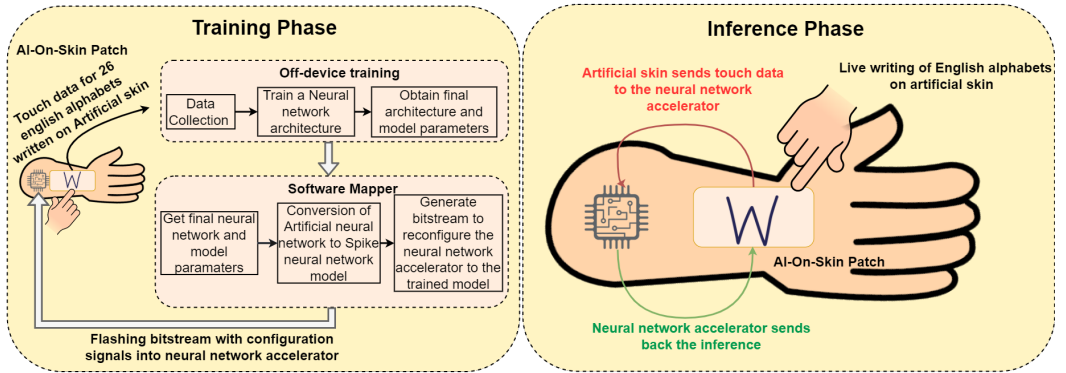 Training Phase
AI-On-Skin Patch
Touch data for 26
english alphabets
written on Artificial skin
W
Off-device training
Data
Collection
Train a Neural
network
architecture
Obtain final
architecture and
model parameters
Software Mapper
Get final neural
network and
model paramaters
Conversion of
Artificial neural
network to Spike
neural network
model
Generate
bitstream to
reconfigure the
neural network
accelerator to the
trained model
Flashing bitstream with configuration
signals into neural network accelerator
Inference Phase
Artificial skin sends touch data
to the neural network
accelerator
Live writing of English alphabets
on artificial skin
W
AI-On-Skin Patch
Neural network accelerator sends
back the inference